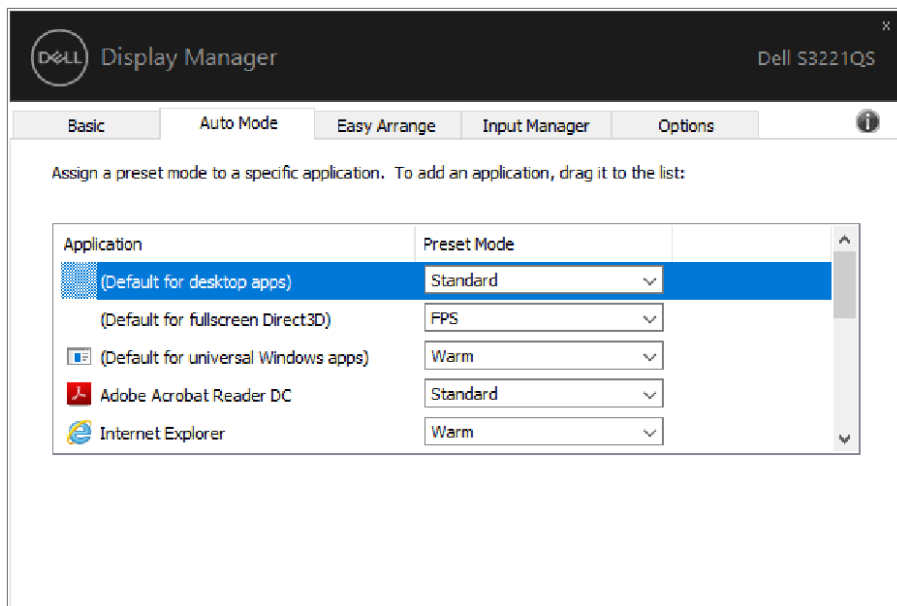 x
DELL Display Manager Dell S3221QS
Basic Auto Mode Easy Arrange Input Manager Options
Assign a preset mode to a specific application. To add an application, drag it to the list:
Application Preset Mode
(Default for desktop apps) Standard
(Default for fullscreen Direct3D) FPS
(Default for universal Windows apps) Warm
Adobe Acrobat Reader DC Standard
Internet Explorer Warm